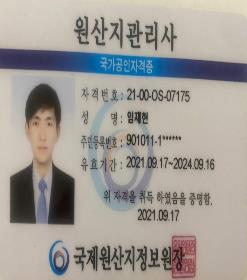 원산지관리사
국가공인자격증
자격번호 : 21-00-OS-07175
성 명 : 임재현
주민등록번호 : 901011-1******
유효기간 : 2021.09.17~2024.09.16
위 자격을 취득 하였음을 증명함.
2021.09.17
국제원산지정보원장